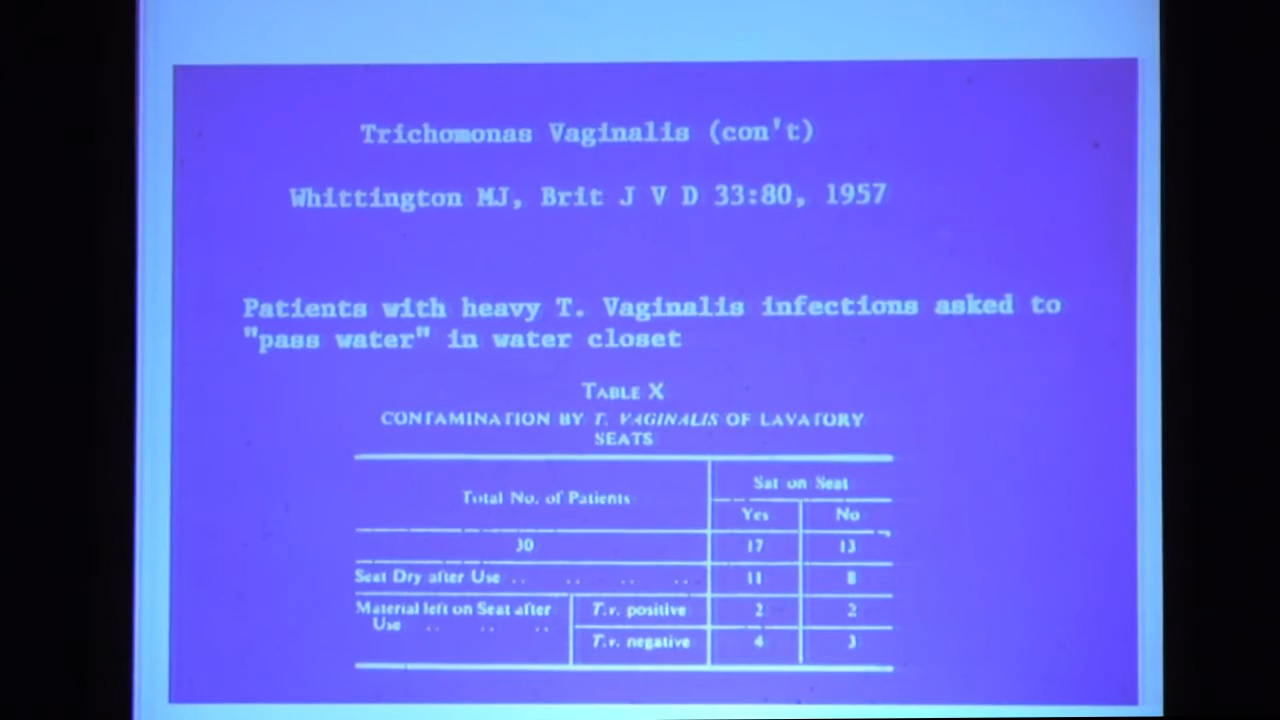 Trichomonas Vaginalis (con't)
Whittington MJ, Brit J V D 33:80, 1957
Patients with heavy T. Vaginalis infections asked to
"pass water" in water closet
TABLE X
CONTAMINATION BY T. VAGINALIS OF LAVATORY
SEATS
Total No. of Patients
Sat on Seat
Yes No
30 17 13
Seat Dry after Use .. .. .. .. 11 8
Material left on Seat after
Use .. .. ..
T.v. positive 2 2
T.v. negative 4 3